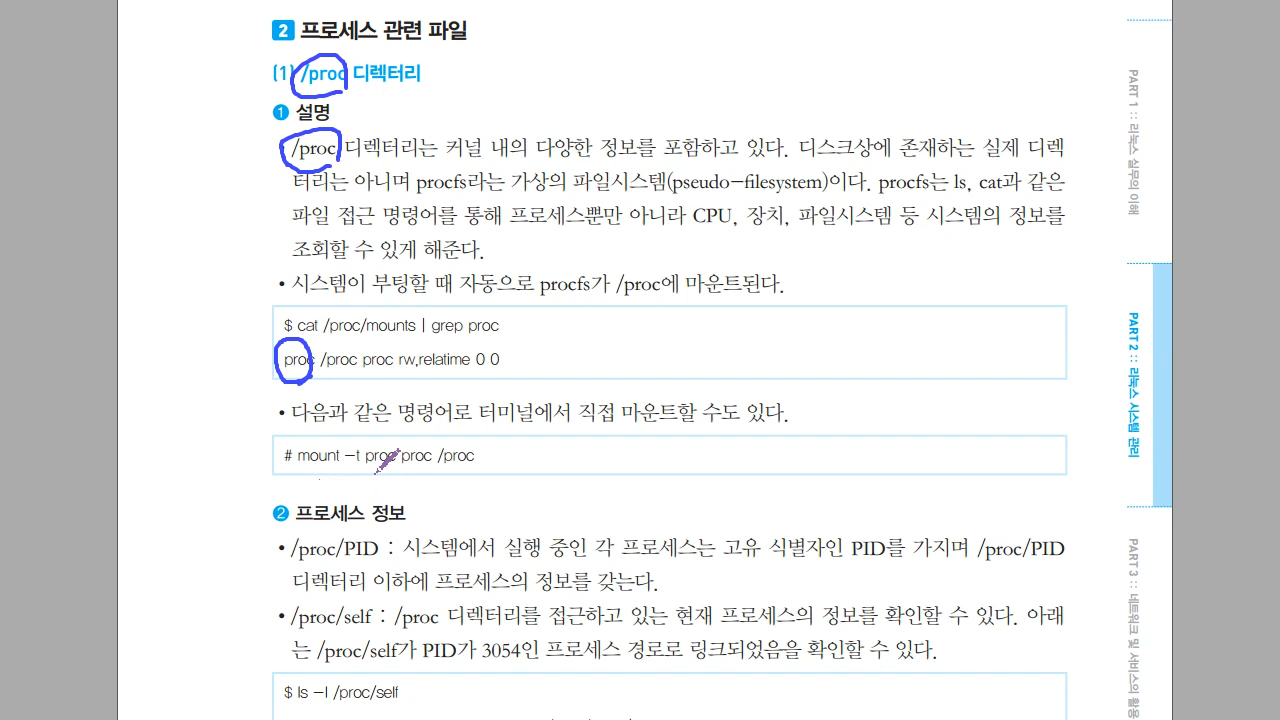 2 프로세스 관련 파일
(1) /proc 디렉터리
1 설명
/proc 디렉터리는 커널 내의 다양한 정보를 포함하고 있다. 디스크상에 존재하는 실제 디렉
터리는 아니며 procfs라는 가상의 파일시스템(pseudo-filesystem)이다. procfs는 ls, cat과 같은
파일 접근 명령어를 통해 프로세스뿐만 아니라 CPU, 장치, 파일시스템 등 시스템의 정보를
조회할 수 있게 해준다.
• 시스템이 부팅할 때 자동으로 procfs가 /proc에 마운트된다.
$ cat /proc/mounts | grep proc
proc /proc proc rw,relatime 0 0
• 다음과 같은 명령어로 터미널에서 직접 마운트할 수도 있다.
# mount -t proc proc /proc
2 프로세스 정보
• /proc/PID : 시스템에서 실행 중인 각 프로세스는 고유 식별자인 PID를 가지며 /proc/PID
디렉터리 이하에 프로세스의 정보를 갖는다.
• /proc/self : /proc 디렉터리를 접근하고 있는 현재 프로세스의 정보를 확인할 수 있다. 아래
는 /proc/self가 PID가 3054인 프로세스 경로로 링크되었음을 확인할 수 있다.
$ ls -l /proc/self
PART 1 :: 리눅스 실무의 이해
PART 2 :: 리눅스 시스템 관리
PART 3 :: 네트워크 및 서비스의 활용